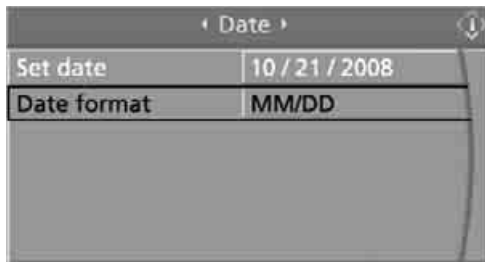 Date
Set date 10 / 21 / 2008
Date format MM/DD